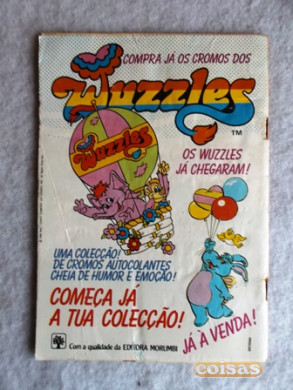 COMPRA JÁ OS CROMOS DOS
Wuzzles
TM
Wuzzles
OS WUZZLES
JÁ CHEGARAM!
UMA COLECÇÃO!
DE CROMOS AUTOCOLANTES
CHEIA DE HUMOR E EMOÇÃO!
COMEÇA JÁ
A TUA COLECÇÃO!
JÁ À VENDA!
Com a qualidade da EDITORA MORUMBI
coisas